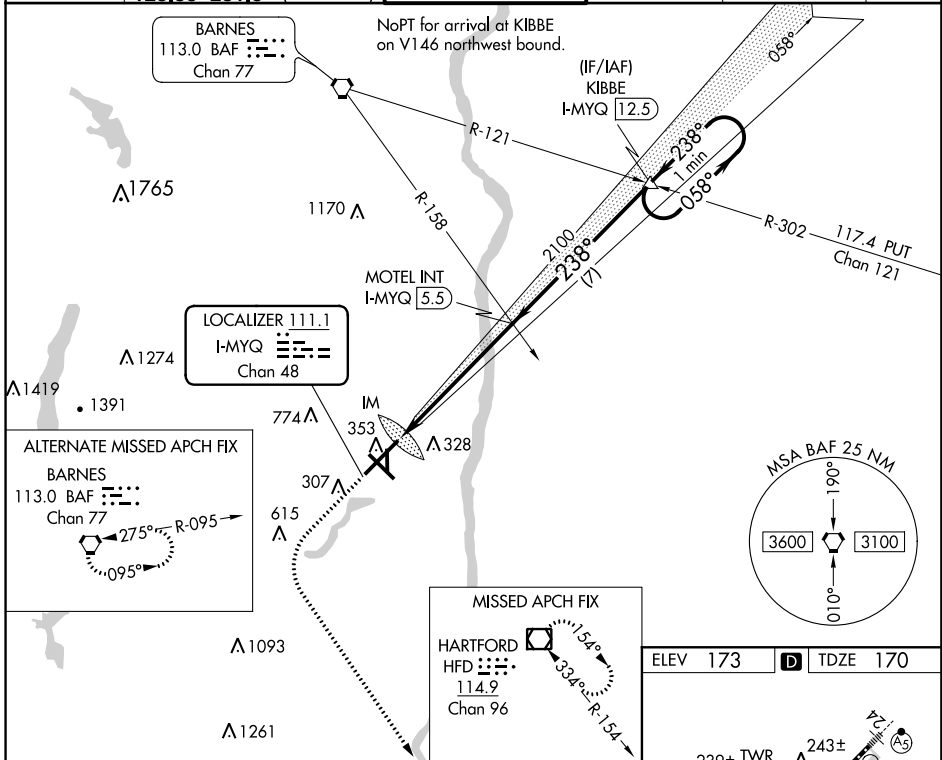 NoPT for arrival at KIBBE
on V146 northwest bound.
BARNES
113.0 BAF
Chan 77
058°
(IF/IAF)
KIBBE
I-MYQ 12.5
R-121
238°
1 min
058°
1765
1170
R-158
R-302
117.4 PUT
Chan 121
2100
238°
(7)
MOTEL INT
I-MYQ 5.5
LOCALIZER 111.1
I-MYQ
Chan 48
1274
1419
1391
774
IM
353
328
307
615
ALTERNATE MISSED APCH FIX
BARNES
113.0 BAF
Chan 77
275°
R-095
095°
MSA BAF 25 NM
190°
3600
3100
010°
1093
1261
MISSED APCH FIX
HARTFORD
HFD
114.9
Chan 96
154°
334°
R-154
ELEV 173
D
TDZE 170
24
A5
243±
TWR